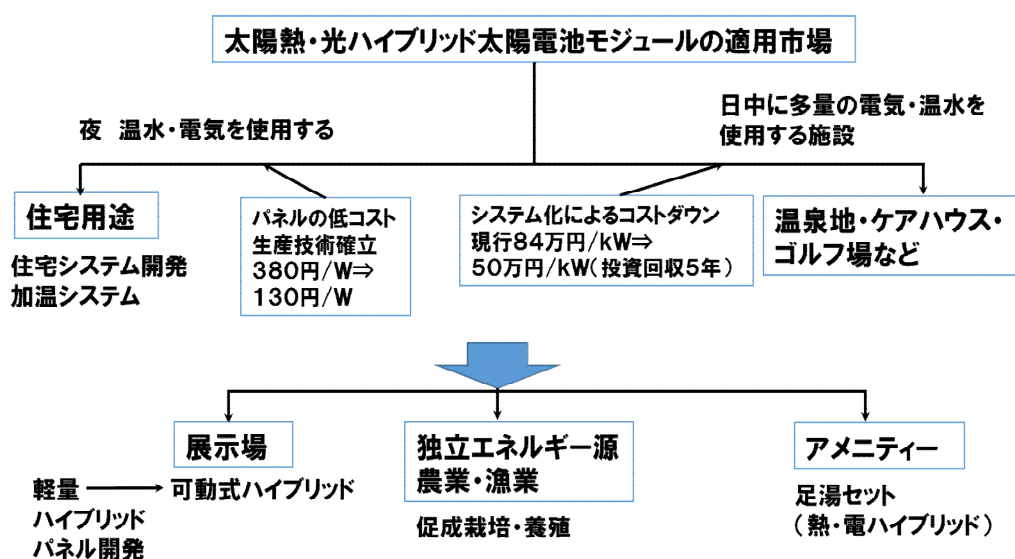 太陽熱・光ハイブリッド太陽電池モジュールの適用市場
夜 温水・電気を使用する
日中に多量の電気・温水を
使用する施設
住宅用途
住宅システム開発
加温システム
パネルの低コスト
生産技術確立
380円/W⇒
130円/W
システム化によるコストダウン
現行84万円/kW⇒
50万円/kW(投資回収5年)
温泉地・ケアハウス・
ゴルフ場など
展示場
軽量
可動式ハイブリッド
ハイブリッド
パネル開発
独立エネルギー源
農業・漁業
促成栽培・養殖
アメニティー
足湯セット
(熱・電ハイブリッド)